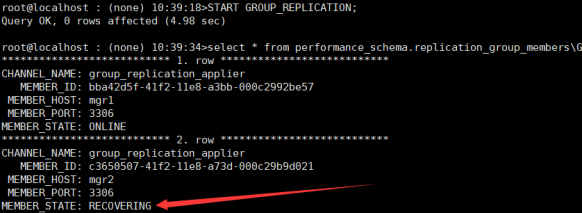 root@localhost : (none) 10:39:18>START GROUP_REPLICATION;
Query OK, 0 rows affected (4.98 sec)
root@localhost : (none) 10:39:34>select * from performance_schema.replication_group_members\G
*************************** 1. row ***************************
CHANNEL_NAME: group_replication_applier
MEMBER_ID: bba42d5f-41f2-11e8-a3bb-000c2992be57
MEMBER_HOST: mgr1
MEMBER_PORT: 3306
MEMBER_STATE: ONLINE
*************************** 2. row ***************************
CHANNEL_NAME: group_replication_applier
MEMBER_ID: c3650507-41f2-11e8-a73d-000c29b9d021
MEMBER_HOST: mgr2
MEMBER_PORT: 3306
MEMBER_STATE: RECOVERING